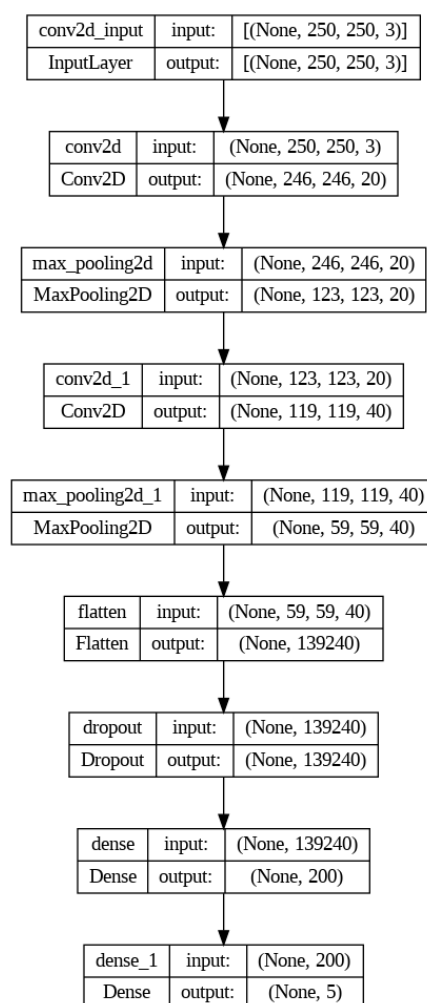 conv2d_input input: [(None, 250, 250, 3)]
InputLayer output: [(None, 250, 250, 3)]
conv2d input: (None, 250, 250, 3)
Conv2D output: (None, 246, 246, 20)
max_pooling2d input: (None, 246, 246, 20)
MaxPooling2D output: (None, 123, 123, 20)
conv2d_1 input: (None, 123, 123, 20)
Conv2D output: (None, 119, 119, 40)
max_pooling2d_1 input: (None, 119, 119, 40)
MaxPooling2D output: (None, 59, 59, 40)
flatten input: (None, 59, 59, 40)
Flatten output: (None, 139240)
dropout input: (None, 139240)
Dropout output: (None, 139240)
dense input: (None, 139240)
Dense output: (None, 200)
dense_1 input: (None, 200)
Dense output: (None, 5)